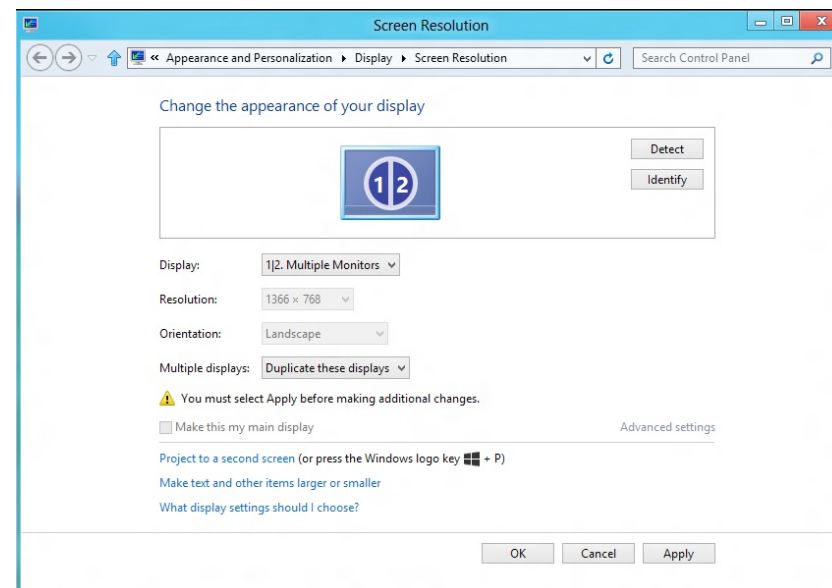 Screen Resolution
« Appearance and Personalization ▸ Display ▸ Screen Resolution
Search Control Panel
Change the appearance of your display
1|2
Detect
Identify
Display: 1|2. Multiple Monitors
Resolution: 1366 × 768
Orientation: Landscape
Multiple displays: Duplicate these displays
You must select Apply before making additional changes.
Make this my main display
Advanced settings
Project to a second screen (or press the Windows logo key + P)
Make text and other items larger or smaller
What display settings should I choose?
OK Cancel Apply